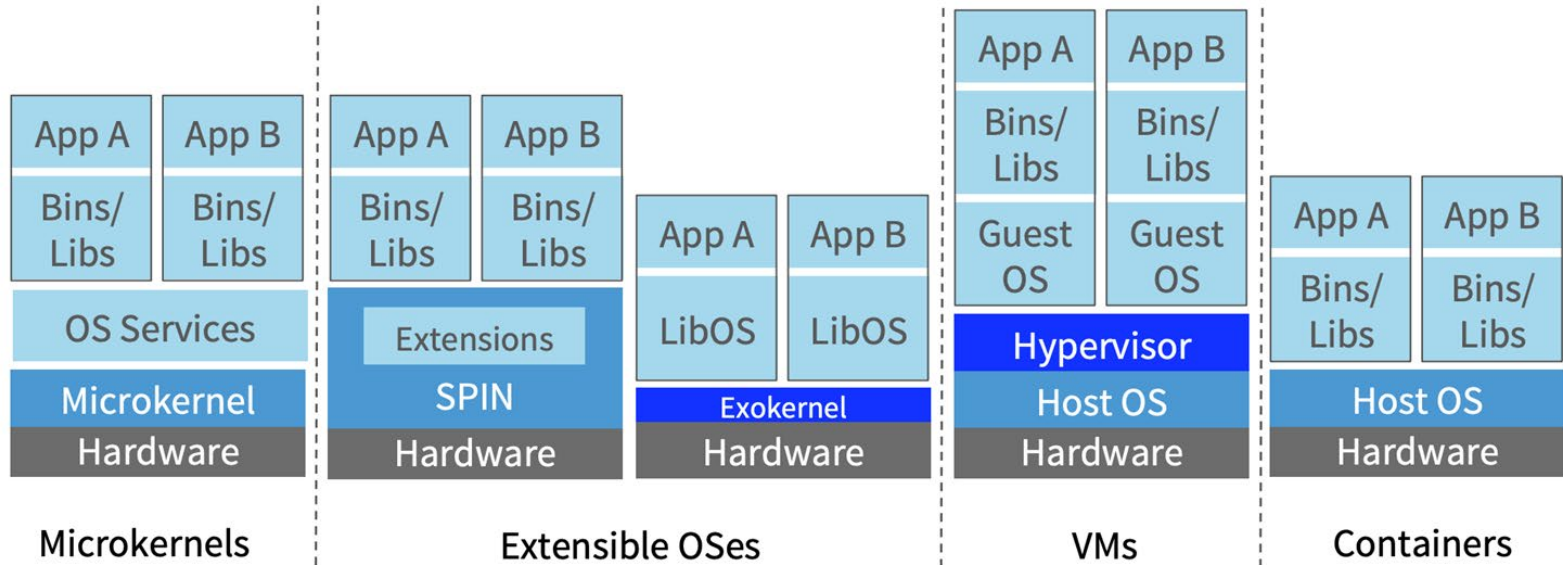 App A
App B
Bins/
Libs
Bins/
Libs
OS Services
Microkernel
Hardware
Microkernels
App A
App B
Bins/
Libs
Bins/
Libs
Extensions
SPIN
Hardware
App A
App B
LibOS
LibOS
Exokernel
Hardware
Extensible OSes
App A
App B
Bins/
Libs
Bins/
Libs
Guest
OS
Guest
OS
Hypervisor
Host OS
Hardware
VMs
App A
App B
Bins/
Libs
Bins/
Libs
Host OS
Hardware
Containers